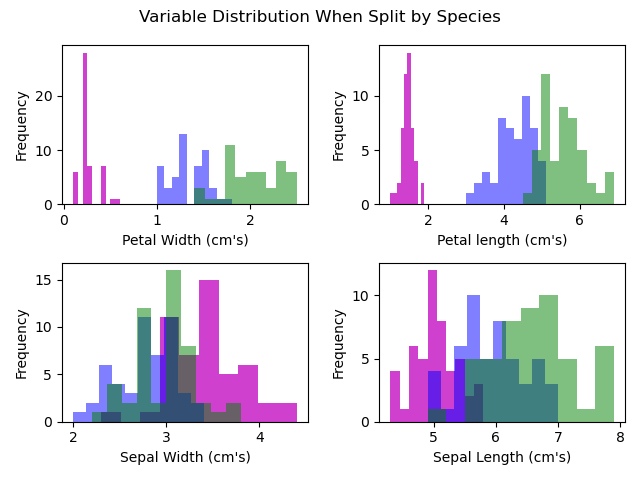 Variable Distribution When Split by Species
Frequency
20
10
0
0
1
2
Petal Width (cm's)
Frequency
10
5
0
2
4
6
Petal length (cm's)
Frequency
15
10
5
0
2
3
4
Sepal Width (cm's)
Frequency
10
5
0
5
6
7
8
Sepal Length (cm's)